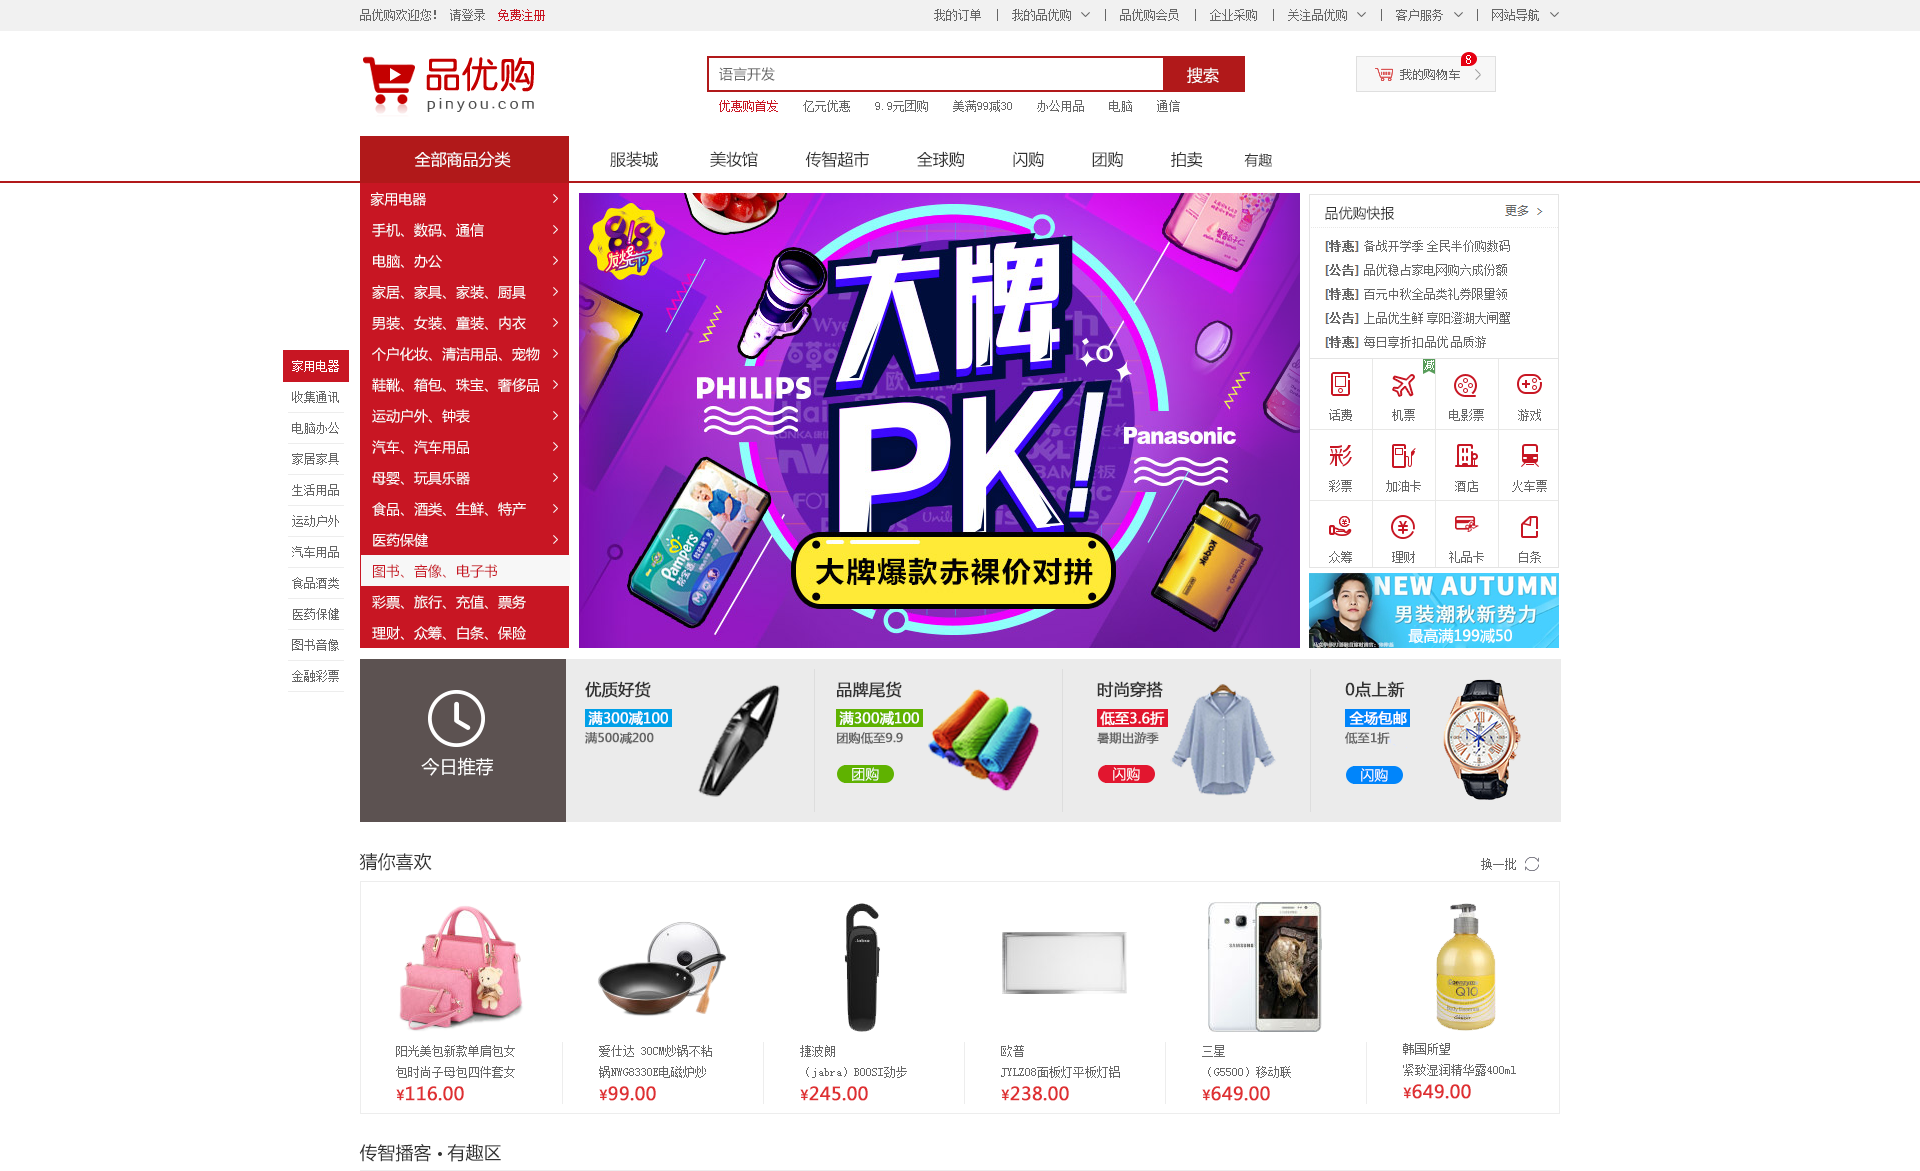 品优购欢迎您! 请登录 免费注册
我的订单 | 我的品优购 | 品优购会员 | 企业采购 | 关注品优购 | 客户服务 | 网站导航
品优购
pinyou.com
语言开发 搜索
8
我的购物车
优惠购首发 亿元优惠 9.9元团购 美满99减30 办公用品 电脑 通信
全部商品分类 服装城 美妆馆 传智超市 全球购 闪购 团购 拍卖 有趣
家用电器
手机、数码、通信
电脑、办公
家居、家具、家装、厨具
男装、女装、童装、内衣
个户化妆、清洁用品、宠物
鞋靴、箱包、珠宝、奢侈品
运动户外、钟表
汽车、汽车用品
母婴、玩具乐器
食品、酒类、生鲜、特产
医药保健
图书、音像、电子书
彩票、旅行、充值、票务
理财、众筹、白条、保险
家用电器
收集通讯
电脑办公
家居家具
生活用品
运动户外
汽车用品
食品酒类
医药保健
图书音像
金融彩票
大牌
PK!
PHILIPS
Panasonic
Pampers
Kodak
大牌爆款赤裸价对拼
品优购快报 更多
[特惠] 备战开学季 全民半价购数码
[公告] 品优稳占家电网购六成份额
[特惠] 百元中秋全品类礼券限量领
[公告] 上品优生鲜 享阳澄湖大闸蟹
[特惠] 每日享折扣品优品质游
减
话费 机票 电影票 游戏
彩
彩票 加油卡 酒店 火车票
众筹 理财 礼品卡 白条
NEW AUTUMN
男装潮秋新势力
最高满199减50
今日推荐
优质好货
满300减100
满500减200
品牌尾货
满300减100
团购低至9.9
团购
时尚穿搭
低至3.6折
暑期出游季
闪购
0点上新
全场包邮
低至1折
闪购
猜你喜欢 换一批
Jabra
SAMSUNG
Q10
阳光美包新款单肩包女
包时尚子母包四件套女
¥116.00
爱仕达 30CM炒锅不粘
锅NWG8330E电磁炉炒
¥99.00
捷波朗
（jabra）BOOSI劲步
¥245.00
欧普
JYLZ08面板灯平板灯铝
¥238.00
三星
（G5500）移动联
¥649.00
韩国所望
紧致湿润精华露400ml
¥649.00
传智播客 • 有趣区